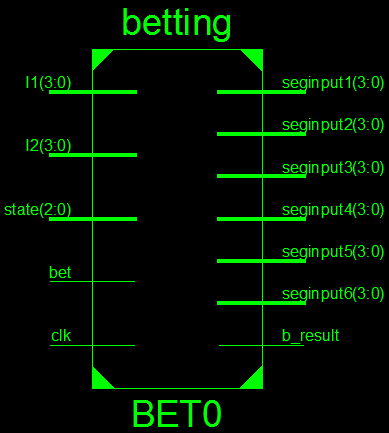 betting
I1(3:0)
I2(3:0)
state(2:0)
bet
clk
seginput1(3:0)
seginput2(3:0)
seginput3(3:0)
seginput4(3:0)
seginput5(3:0)
seginput6(3:0)
b_result
BET0